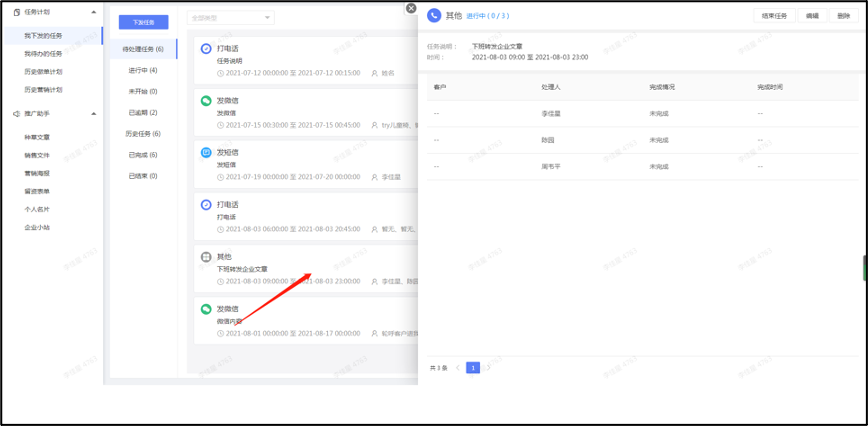 任务计划
我下发的任务
我待办的任务
历史做单计划
历史营销计划
推广助手
种草文章
销售文件
营销海报
留资表单
个人名片
企业小站
下发任务
待处理任务 (6)
进行中 (4)
未开始 (0)
已逾期 (2)
历史任务 (6)
已完成 (6)
已结束 (0)
全部类型
打电话
任务说明
2021-07-12 00:00:00 至 2021-07-12 00:15:00 姓名
发微信
发微信
2021-07-15 00:30:00 至 2021-07-15 00:45:00 try儿童椅、
发短信
发短信
2021-07-19 00:00:00 至 2021-07-20 00:00:00 李佳晨
打电话
打电话
2021-08-03 06:00:00 至 2021-08-03 20:45:00 暂无、暂无、
其他
下班转发企业文章
2021-08-03 09:00:00 至 2021-08-03 23:00:00 李佳晨、
发微信
微信内容
2021-08-01 00:00:00 至 2021-08-17 00:00:00
其他 进行中 ( 0 / 3 )
结束任务 编辑 删除
任务说明： 下班转发企业文章
时间： 2021-08-03 09:00 至 2021-08-03 23:00
客户 处理人 完成情况 完成时间
-- 李佳晨 未完成 --
-- 陈园 未完成 --
-- 周韦平 未完成 --
共 3 条 < 1 >